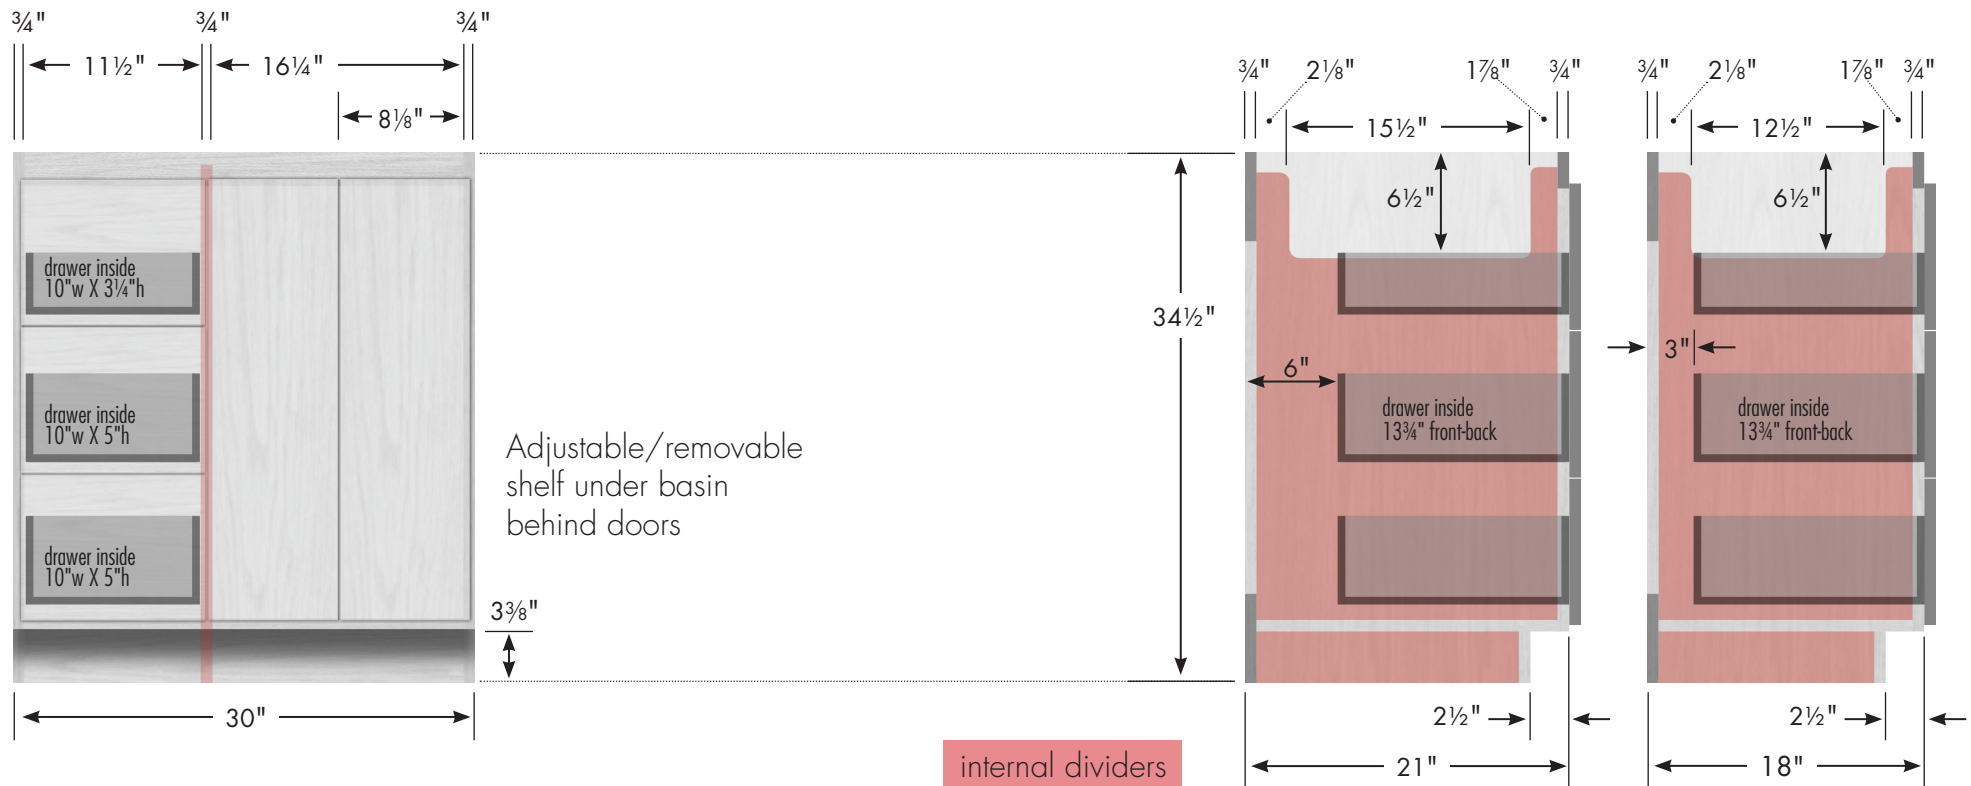 ¾" ¾" ¾"
11½" 16¼"
8⅛"
drawer inside
10"w X 3¼"h
drawer inside
10"w X 5"h
drawer inside
10"w X 5"h
3⅜"
30"
Adjustable/removable
shelf under basin
behind doors
34½"
internal dividers
¾" 2⅛" 1⅞" ¾"
15½"
6½"
6"
drawer inside
13¾" front-back
2½"
21"
¾" 2⅛" 1⅞" ¾"
12½"
6½"
3"
drawer inside
13¾" front-back
2½"
18"